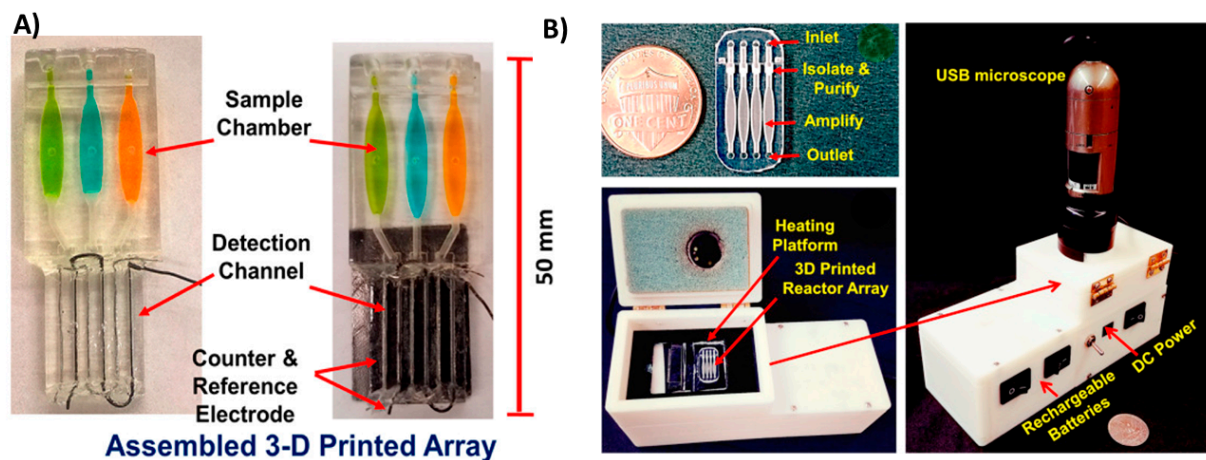 A)
Sample
Chamber
Detection
Channel
Counter &
Reference
Electrode
50 mm
Assembled 3-D Printed Array
B)
ONE CENT
Inlet
Isolate &
Purify
Amplify
Outlet
Heating
Platform
3D Printed
Reactor Array
USB microscope
DC Power
Rechargeable
Batteries